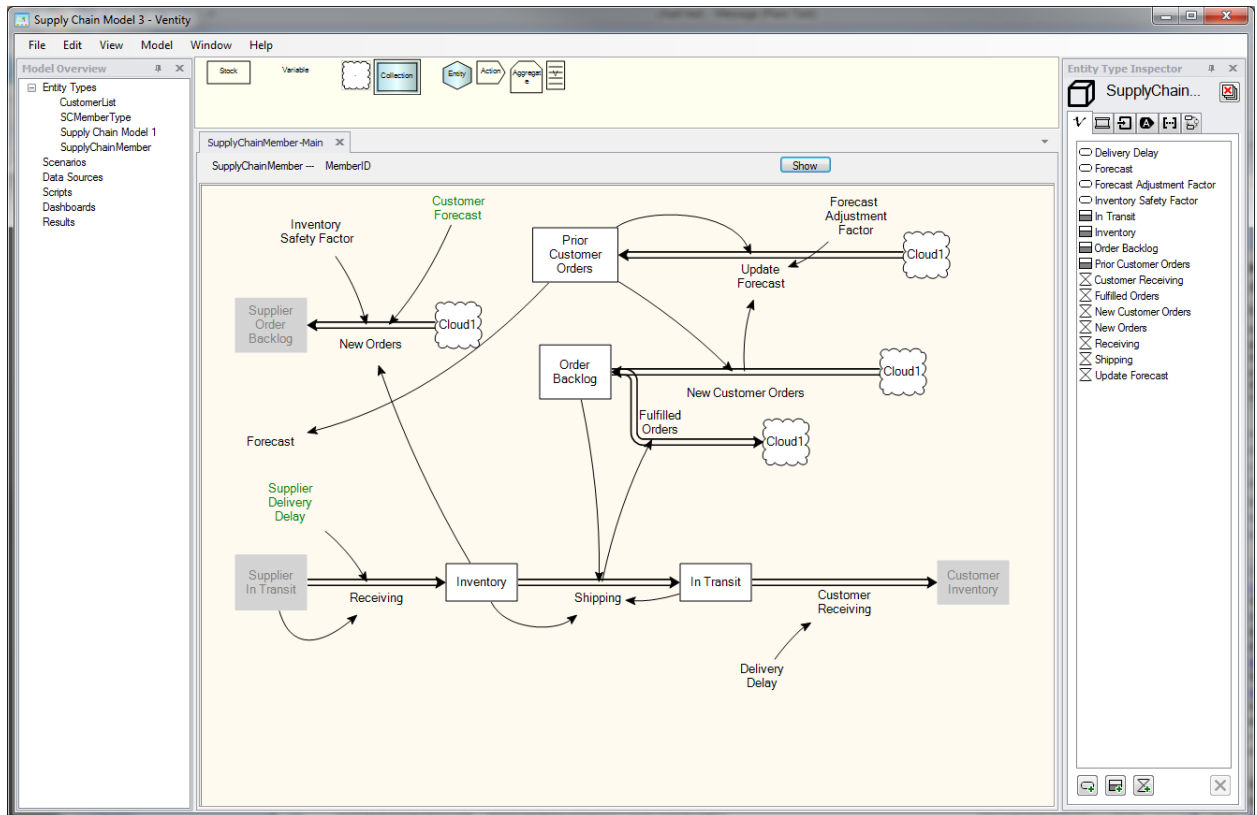 Supply Chain Model 3 - Ventity
File Edit View Model Window Help
Model Overview
Entity Types
CustomerList
SCMemberType
Supply Chain Model 1
SupplyChainMember
Scenarios
Data Sources
Scripts
Dashboards
Results
Stock
Variable
Collection
Entity
Action
Aggregat
e
SupplyChainMember-Main
SupplyChainMember --- MemberID
Show
Inventory
Safety Factor
Customer
Forecast
Prior
Customer
Orders
Forecast
Adjustment
Factor
Cloud1
Update
Forecast
Supplier
Order
Backlog
Cloud1
New Orders
Order
Backlog
Cloud1
New Customer Orders
Fulfilled
Orders
Cloud1
Forecast
Supplier
Delivery
Delay
Supplier
In Transit
Receiving
Inventory
Shipping
In Transit
Customer
Receiving
Customer
Inventory
Delivery
Delay
Entity Type Inspector
SupplyChain...
Delivery Delay
Forecast
Forecast Adjustment Factor
Inventory Safety Factor
In Transit
Inventory
Order Backlog
Prior Customer Orders
Customer Receiving
Fulfilled Orders
New Customer Orders
New Orders
Receiving
Shipping
Update Forecast